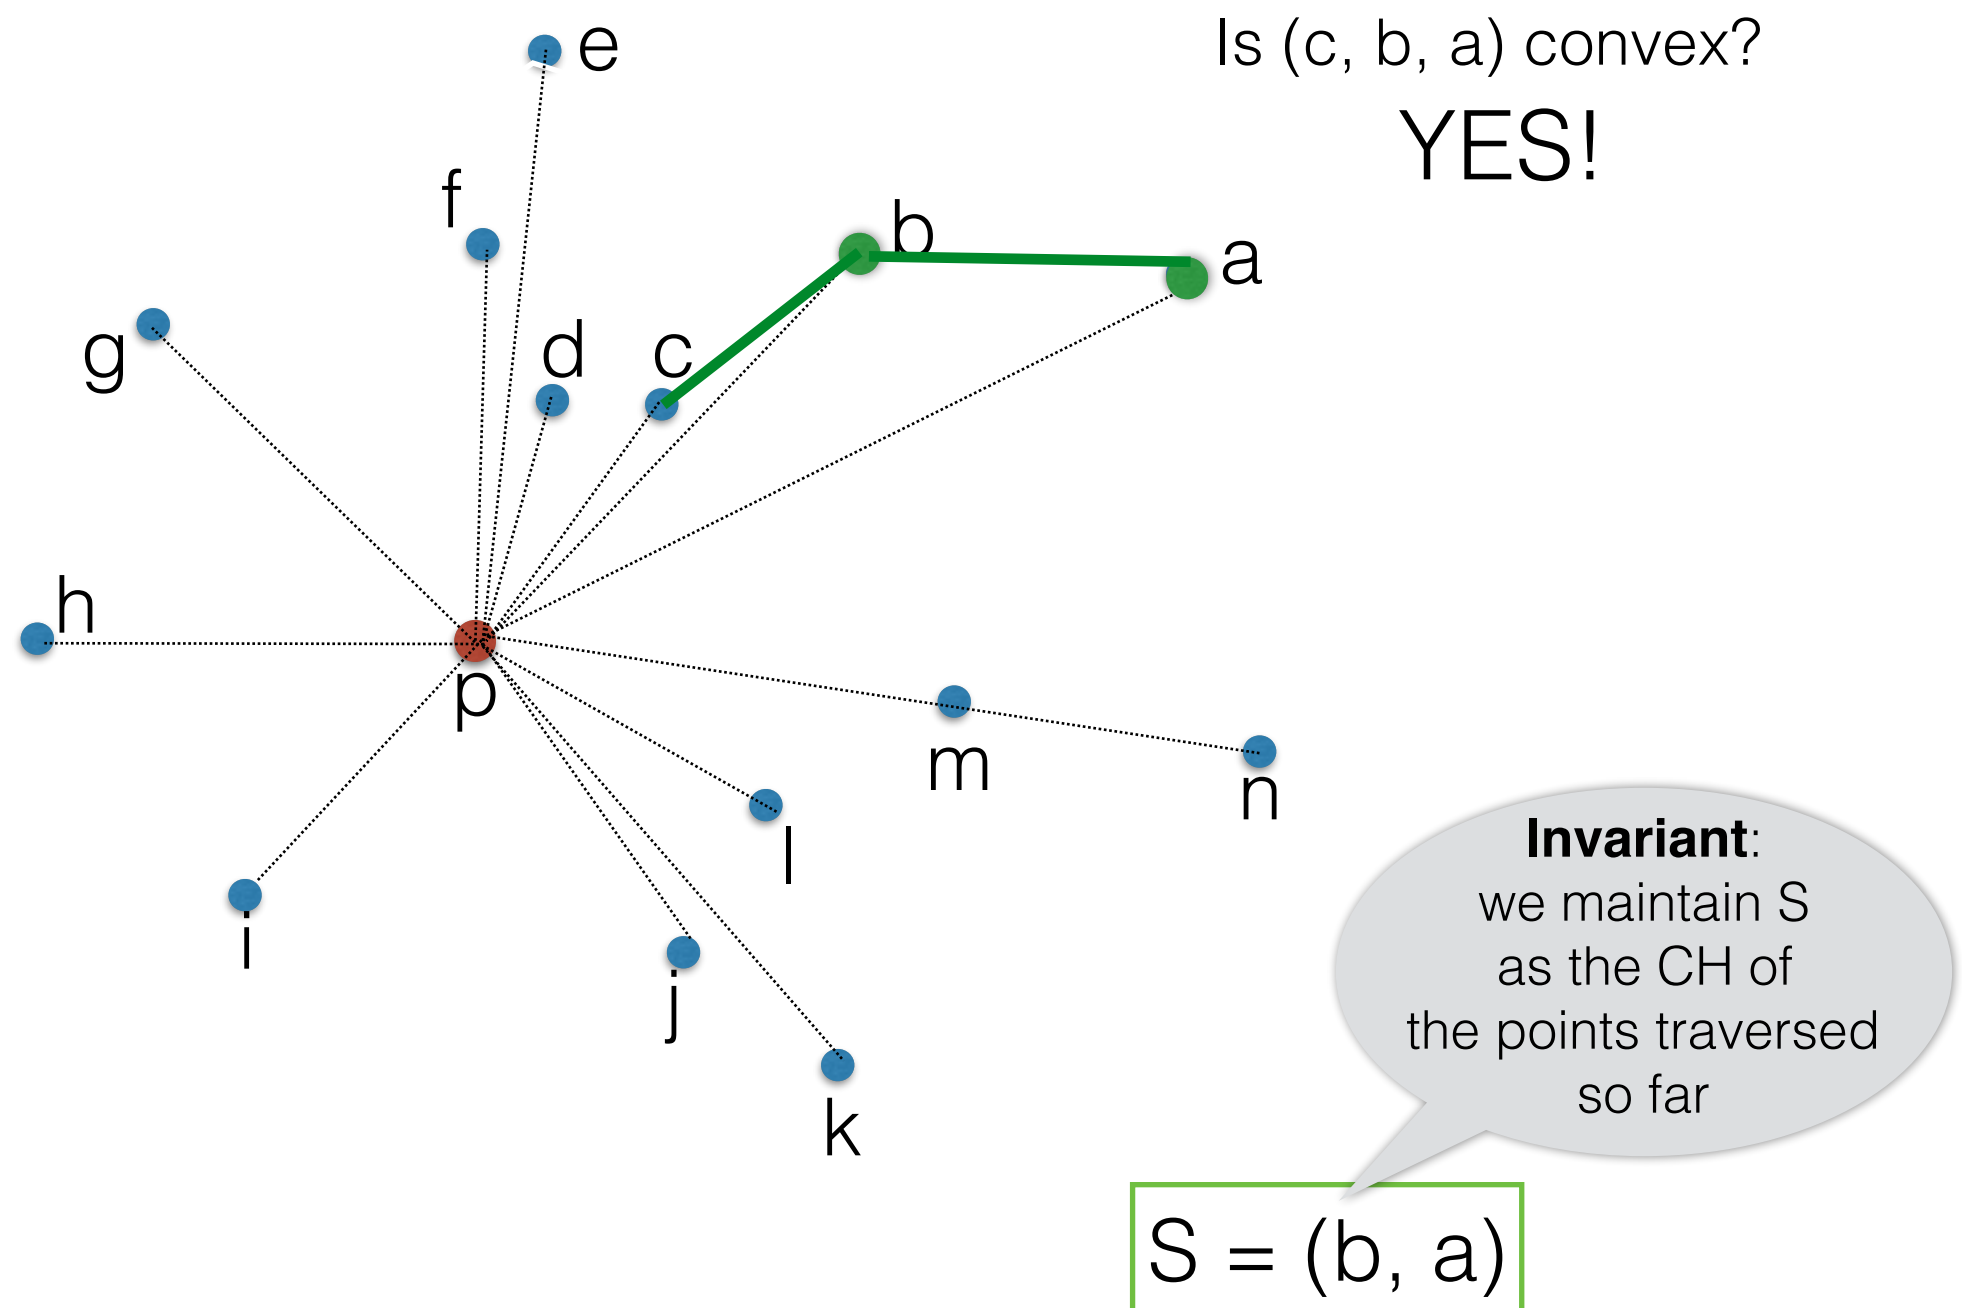 e
Is (c, b, a) convex?
YES!
f
b
a
g
d
c
h
p
m
n
l
i
j
k
Invariant:
we maintain S
as the CH of
the points traversed
so far
S = (b, a)